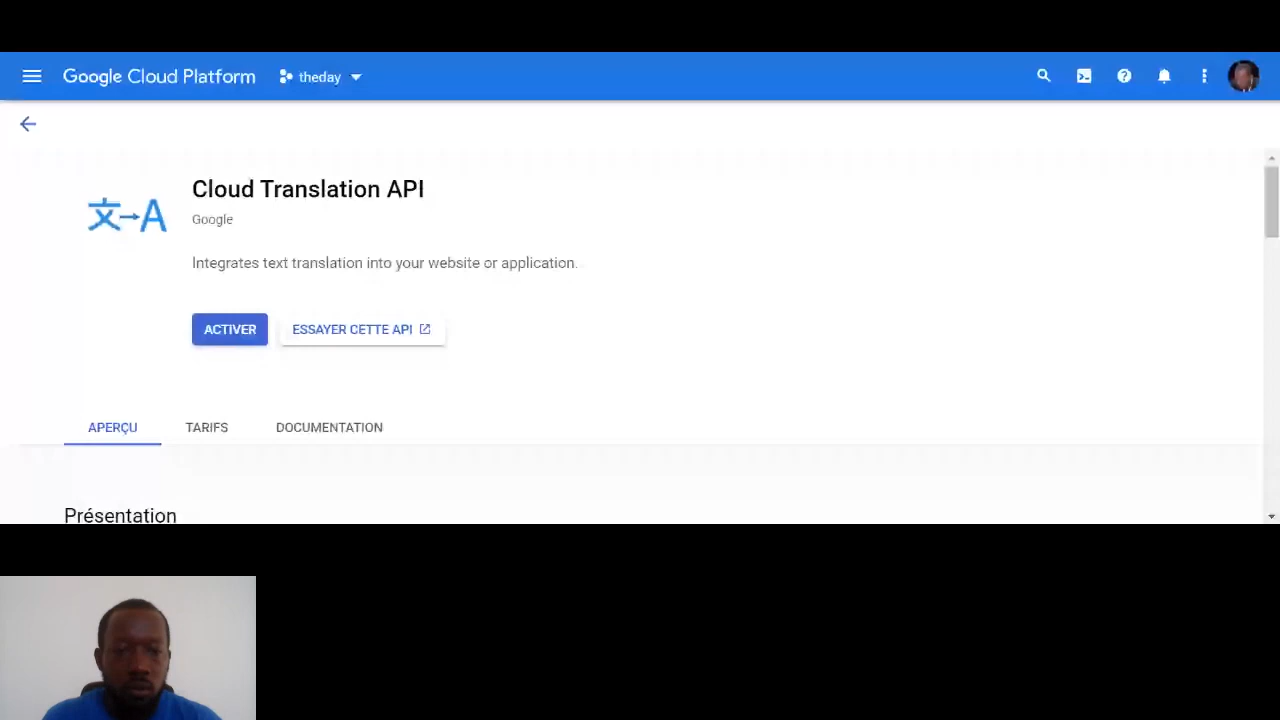 Google Cloud Platform theday
Cloud Translation API
文→A
Google
Integrates text translation into your website or application.
ACTIVER ESSAYER CETTE API
APERÇU TARIFS DOCUMENTATION
Présentation